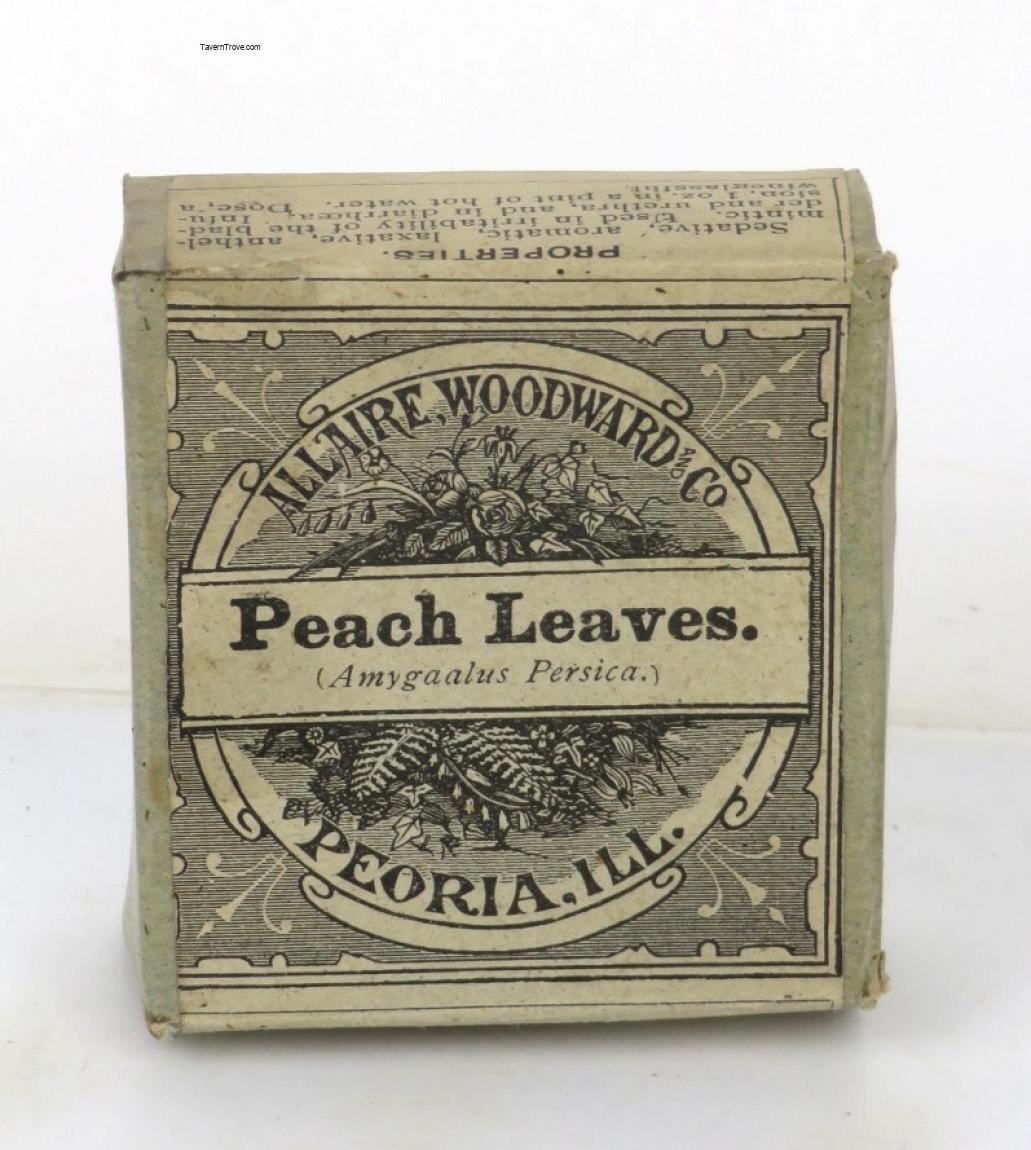 TavernTrove.com
PROPERTIES.
Sedative, aromatic, laxative, anthel-
mintic. Used in irritability of the blad-
der and urethra, and in diarrhœa. Infu-
sion, 1 oz. in a pint of hot water. Dose, a
wineglassful.
ALLAIRE, WOODWARD AND CO
Peach Leaves.
(Amygaalus Persica.)
PEORIA, ILL.